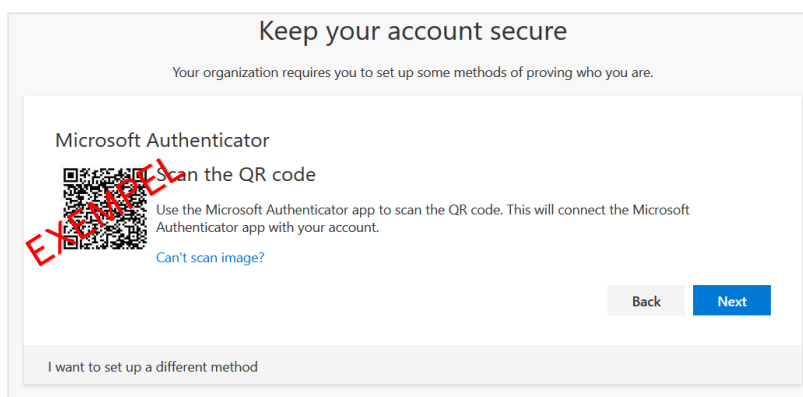 Keep your account secure
Your organization requires you to set up some methods of proving who you are.
Microsoft Authenticator
Scan the QR code
EXEMPEL
Use the Microsoft Authenticator app to scan the QR code. This will connect the Microsoft
Authenticator app with your account.
Can't scan image?
Back
Next
I want to set up a different method